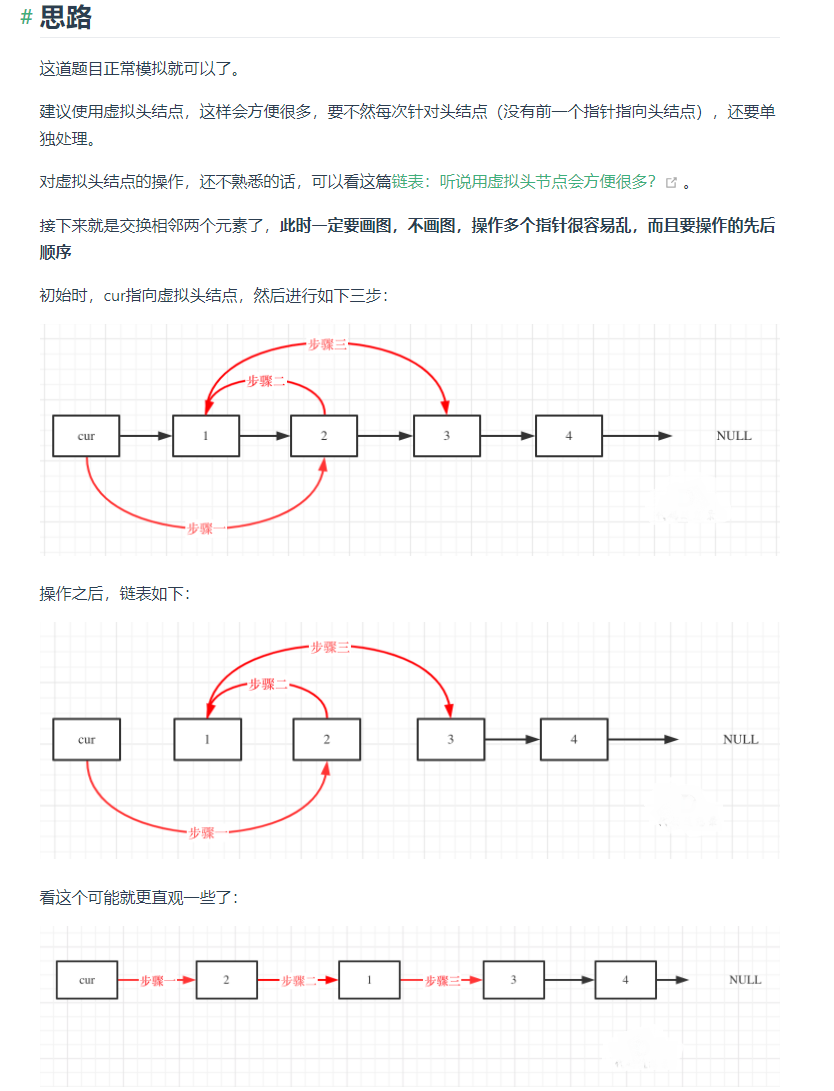 # 思路
这道题目正常模拟就可以了。
建议使用虚拟头结点，这样会方便很多，要不然每次针对头结点（没有前一个指针指向头结点），还要单
独处理。
对虚拟头结点的操作，还不熟悉的话，可以看这篇链表：听说用虚拟头节点会方便很多？ 。
接下来就是交换相邻两个元素了，此时一定要画图，不画图，操作多个指针很容易乱，而且要操作的先后
顺序
初始时，cur指向虚拟头结点，然后进行如下三步：
步骤三
步骤二
cur 1 2 3 4 NULL
步骤一
操作之后，链表如下：
步骤三
步骤二
cur 1 2 3 4 NULL
步骤一
看这个可能就更直观一些了：
cur 步骤一 2 步骤二 1 步骤三 3 4 NULL